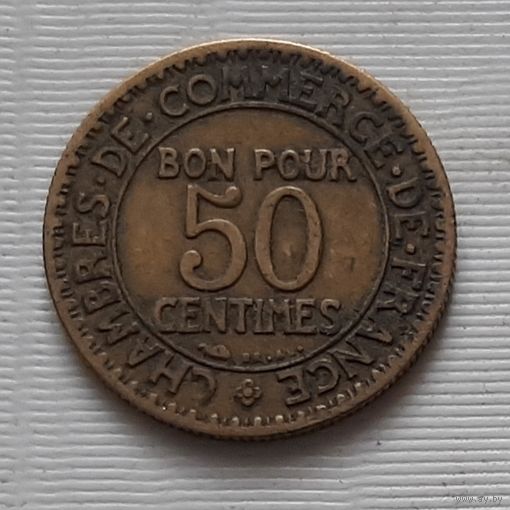 CHAMBRES·DE·COMMERCE·DE·FRANCE
BON POUR
50
CENTIMES